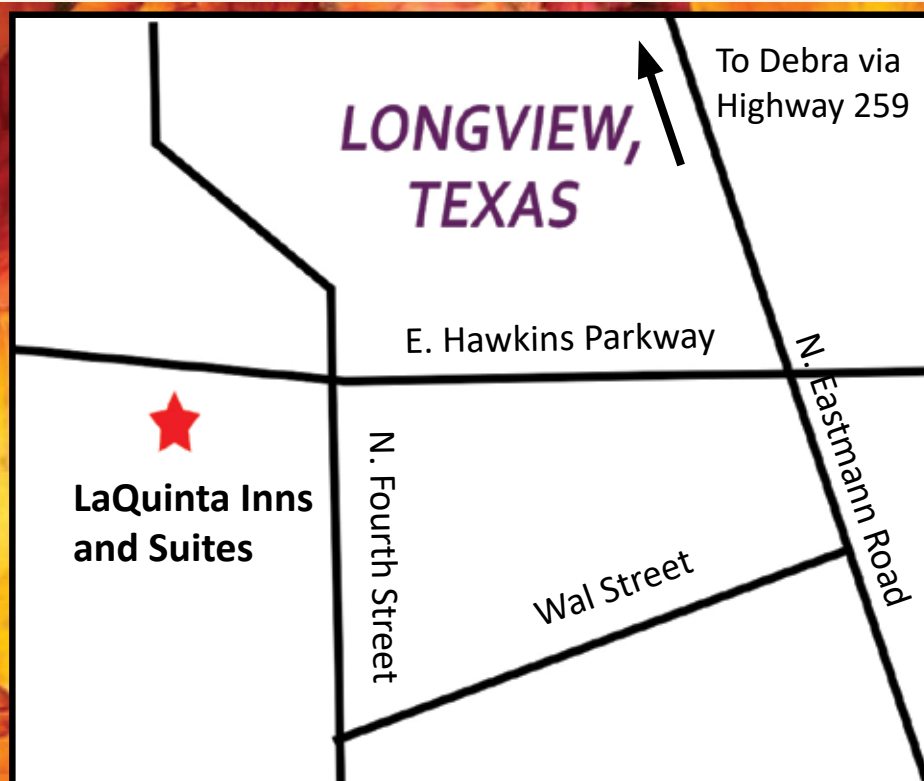 To Debra via
Highway 259
LONGVIEW,
TEXAS
E. Hawkins Parkway
N. Eastmann Road
LaQuinta Inns
and Suites
N. Fourth Street
Wal Street